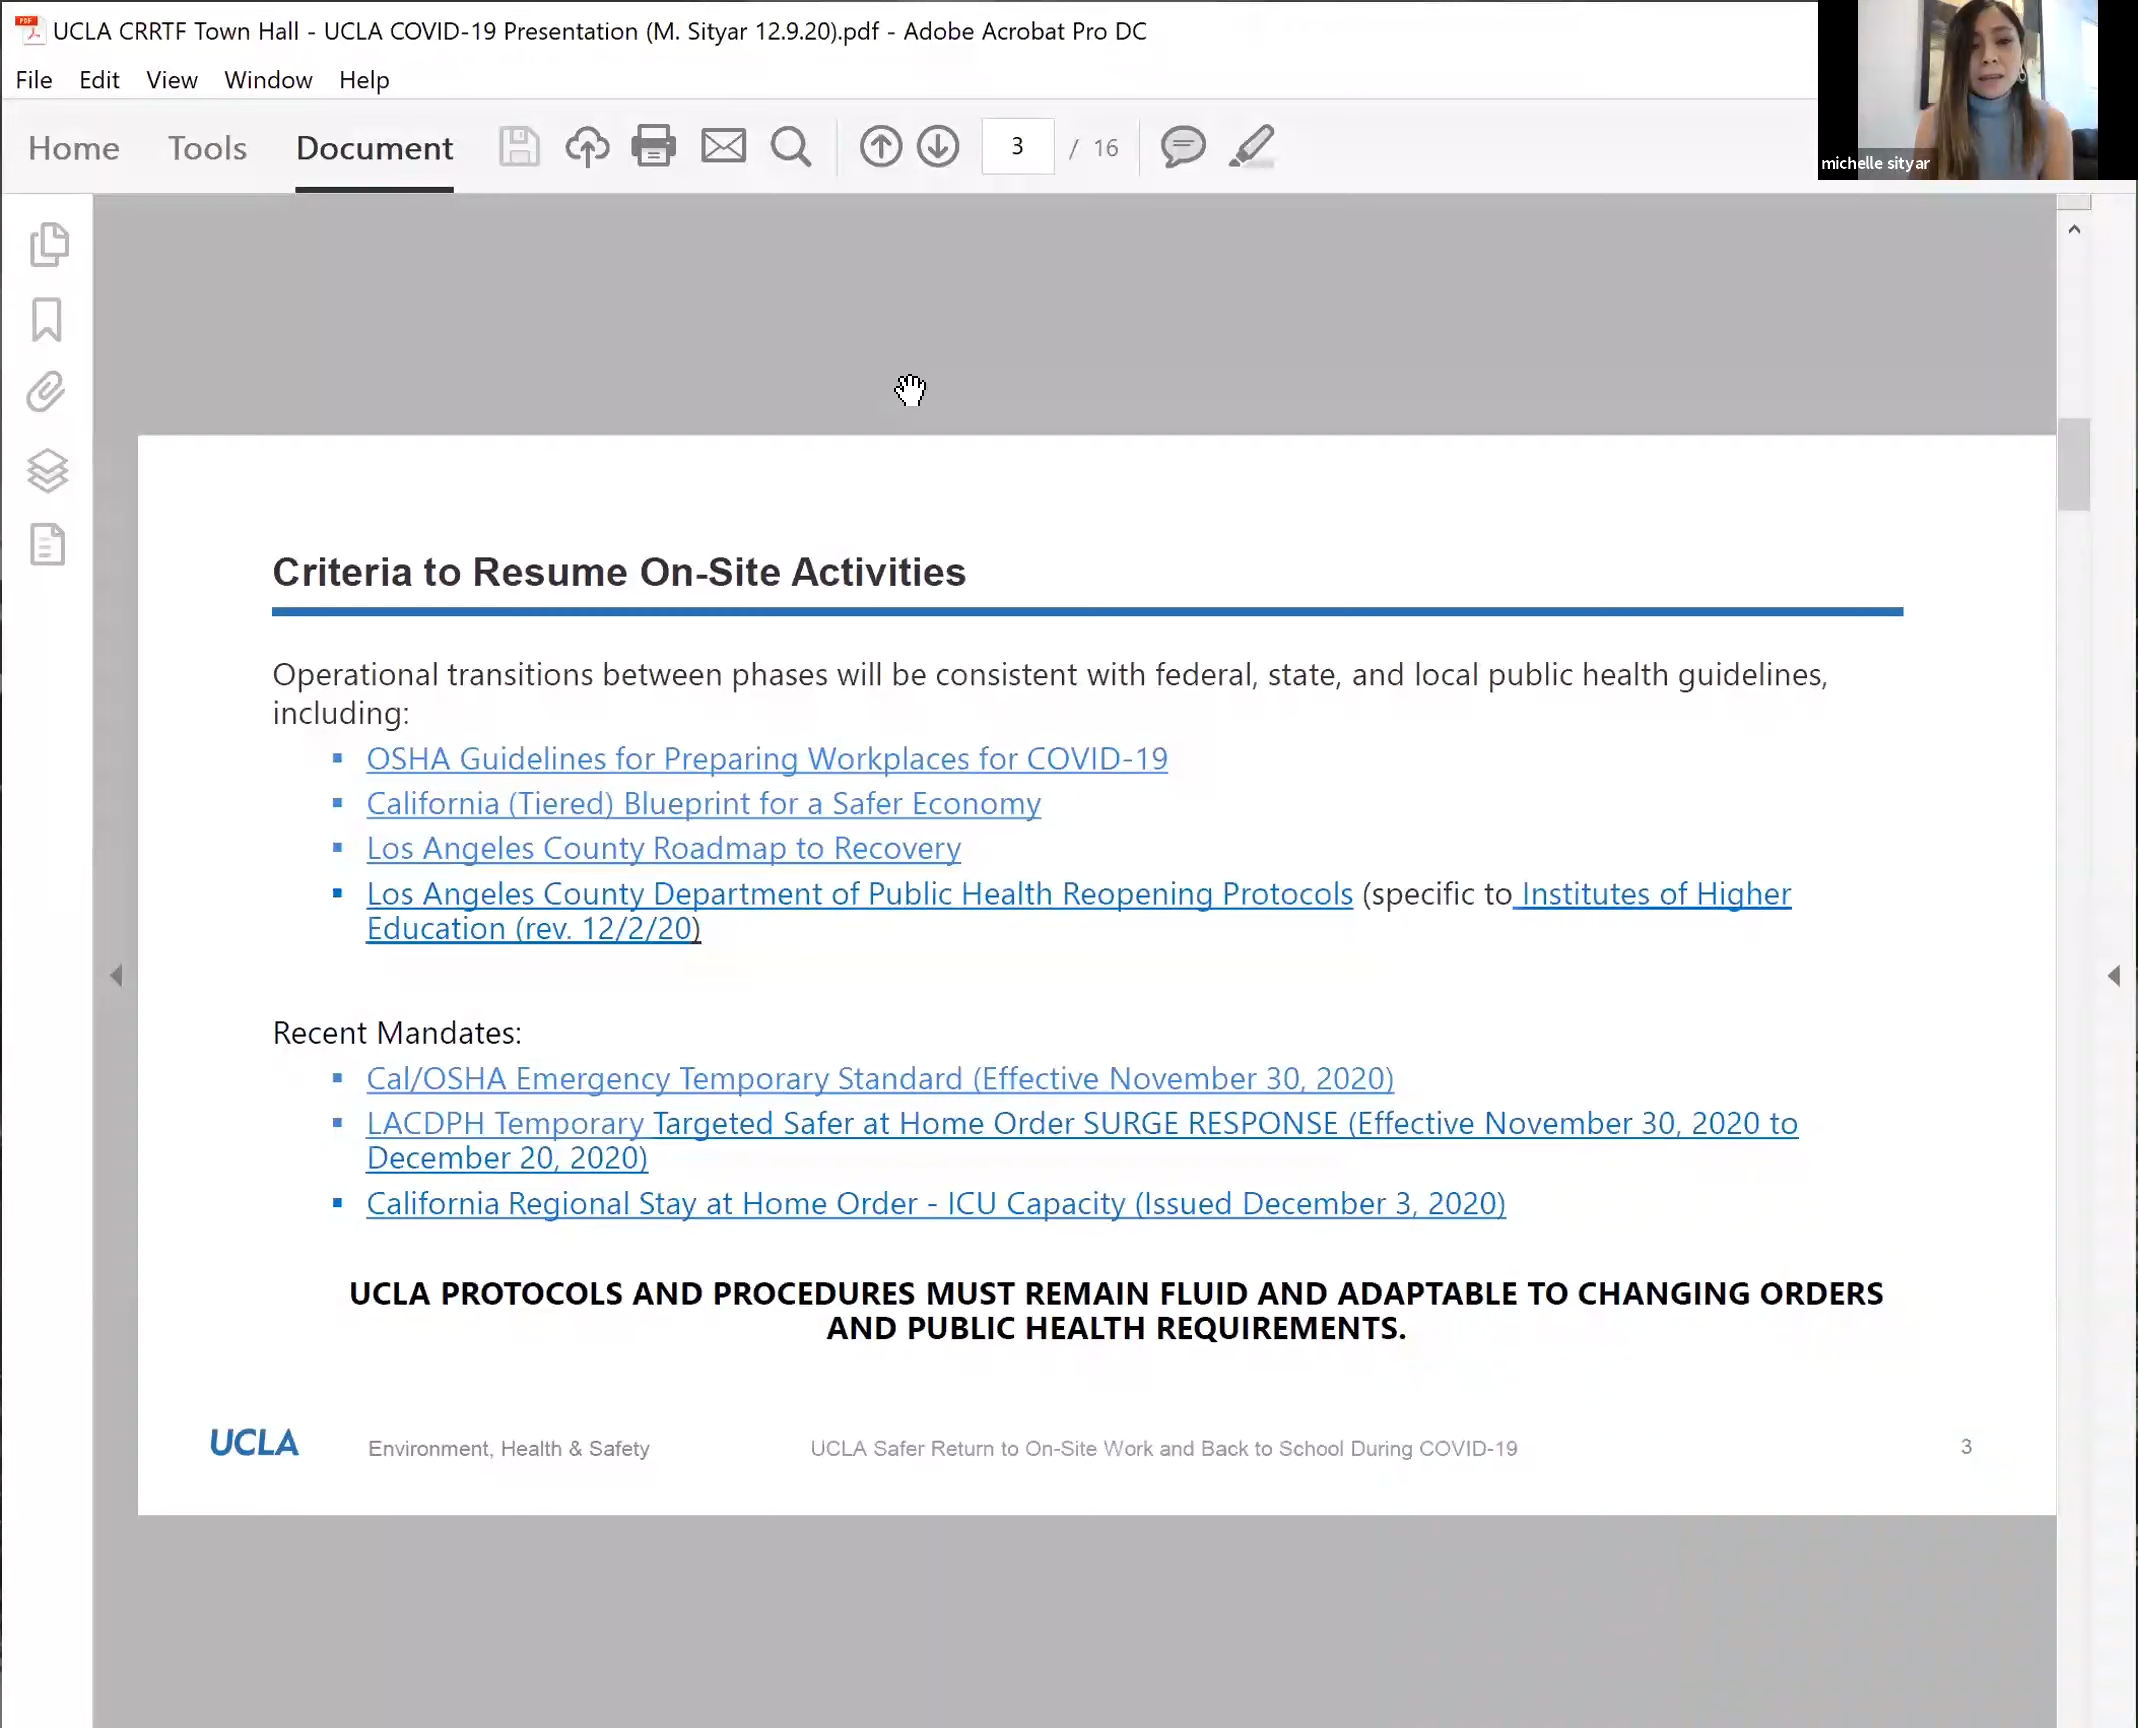 UCLA CRRTF Town Hall - UCLA COVID-19 Presentation (M. Sityar 12.9.20).pdf - Adobe Acrobat Pro DC
File Edit View Window Help
Home Tools Document 3 / 16
michelle sityar
Criteria to Resume On-Site Activities
Operational transitions between phases will be consistent with federal, state, and local public health guidelines,
including:
▪ OSHA Guidelines for Preparing Workplaces for COVID-19
▪ California (Tiered) Blueprint for a Safer Economy
▪ Los Angeles County Roadmap to Recovery
▪ Los Angeles County Department of Public Health Reopening Protocols (specific to Institutes of Higher
Education (rev. 12/2/20)
Recent Mandates:
▪ Cal/OSHA Emergency Temporary Standard (Effective November 30, 2020)
▪ LACDPH Temporary Targeted Safer at Home Order SURGE RESPONSE (Effective November 30, 2020 to
December 20, 2020)
▪ California Regional Stay at Home Order - ICU Capacity (Issued December 3, 2020)
UCLA PROTOCOLS AND PROCEDURES MUST REMAIN FLUID AND ADAPTABLE TO CHANGING ORDERS
AND PUBLIC HEALTH REQUIREMENTS.
UCLA Environment, Health & Safety UCLA Safer Return to On-Site Work and Back to School During COVID-19 3